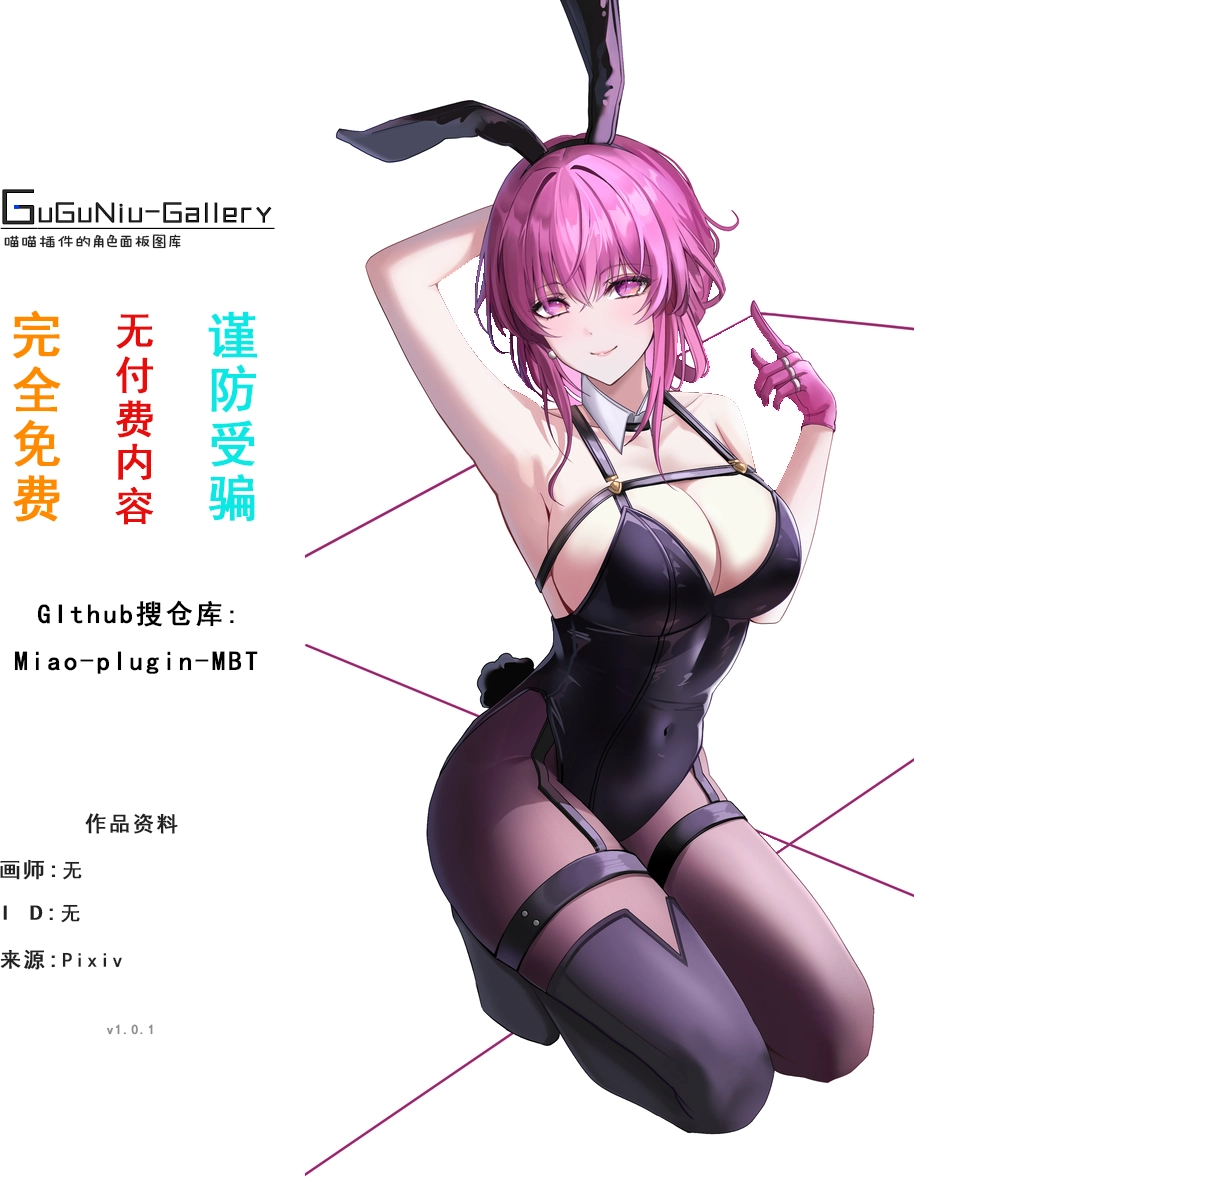 GuGuNiu-Gallery
喵喵插件的角色面板图库
完全免费
无付费内容
谨防受骗
GIthub搜仓库:
Miao-plugin-MBT
作品资料
画师:无
I D:无
来源:Pixiv
v1.0.1